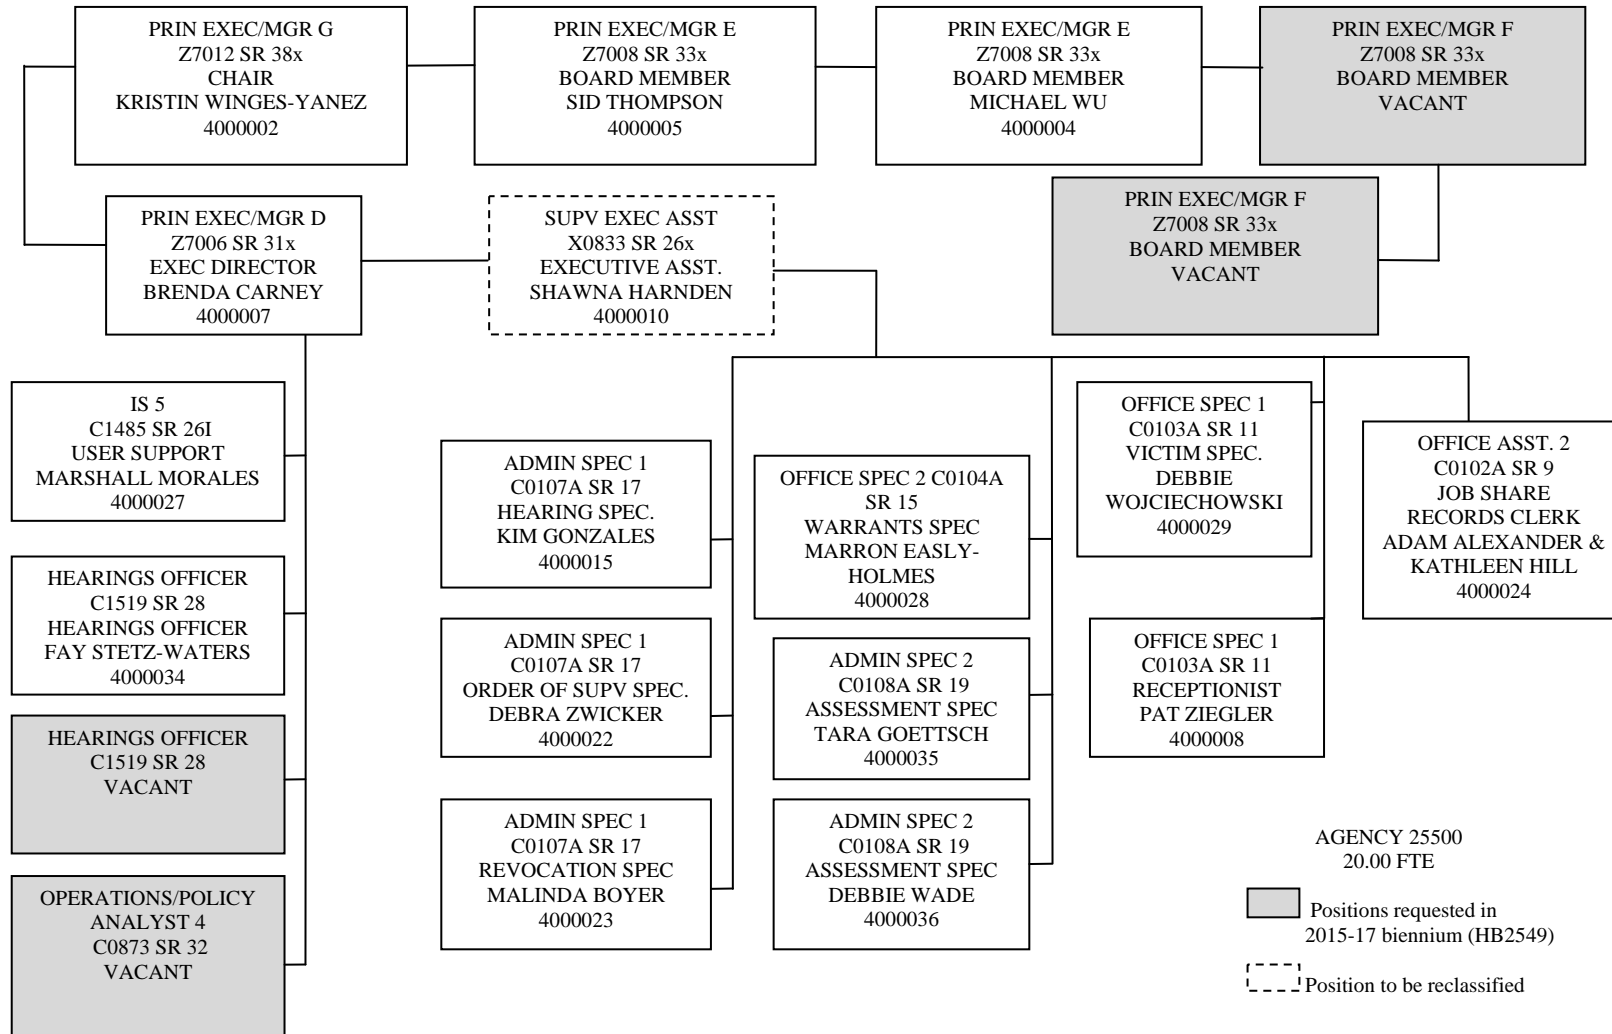 PRIN EXEC/MGR G
Z7012 SR 38x
CHAIR
KRISTIN WINGES-YANEZ
4000002
PRIN EXEC/MGR E
Z7008 SR 33x
BOARD MEMBER
SID THOMPSON
4000005
PRIN EXEC/MGR E
Z7008 SR 33x
BOARD MEMBER
MICHAEL WU
4000004
PRIN EXEC/MGR F
Z7008 SR 33x
BOARD MEMBER
VACANT
PRIN EXEC/MGR D
Z7006 SR 31x
EXEC DIRECTOR
BRENDA CARNEY
4000007
SUPV EXEC ASST
X0833 SR 26x
EXECUTIVE ASST.
SHAWNA HARNDEN
4000010
PRIN EXEC/MGR F
Z7008 SR 33x
BOARD MEMBER
VACANT
IS 5
C1485 SR 26I
USER SUPPORT
MARSHALL MORALES
4000027
HEARINGS OFFICER
C1519 SR 28
HEARINGS OFFICER
FAY STETZ-WATERS
4000034
HEARINGS OFFICER
C1519 SR 28
VACANT
OPERATIONS/POLICY
ANALYST 4
C0873 SR 32
VACANT
ADMIN SPEC 1
C0107A SR 17
HEARING SPEC.
KIM GONZALES
4000015
ADMIN SPEC 1
C0107A SR 17
ORDER OF SUPV SPEC.
DEBRA ZWICKER
4000022
ADMIN SPEC 1
C0107A SR 17
REVOCATION SPEC
MALINDA BOYER
4000023
OFFICE SPEC 2 C0104A
SR 15
WARRANTS SPEC
MARRON EASLY-
HOLMES
4000028
ADMIN SPEC 2
C0108A SR 19
ASSESSMENT SPEC
TARA GOETTSCH
4000035
ADMIN SPEC 2
C0108A SR 19
ASSESSMENT SPEC
DEBBIE WADE
4000036
OFFICE SPEC 1
C0103A SR 11
VICTIM SPEC.
DEBBIE
WOJCIECHOWSKI
4000029
OFFICE SPEC 1
C0103A SR 11
RECEPTIONIST
PAT ZIEGLER
4000008
OFFICE ASST. 2
C0102A SR 9
JOB SHARE
RECORDS CLERK
ADAM ALEXANDER &
KATHLEEN HILL
4000024
AGENCY 25500
20.00 FTE
Positions requested in
2015-17 biennium (HB2549)
Position to be reclassified